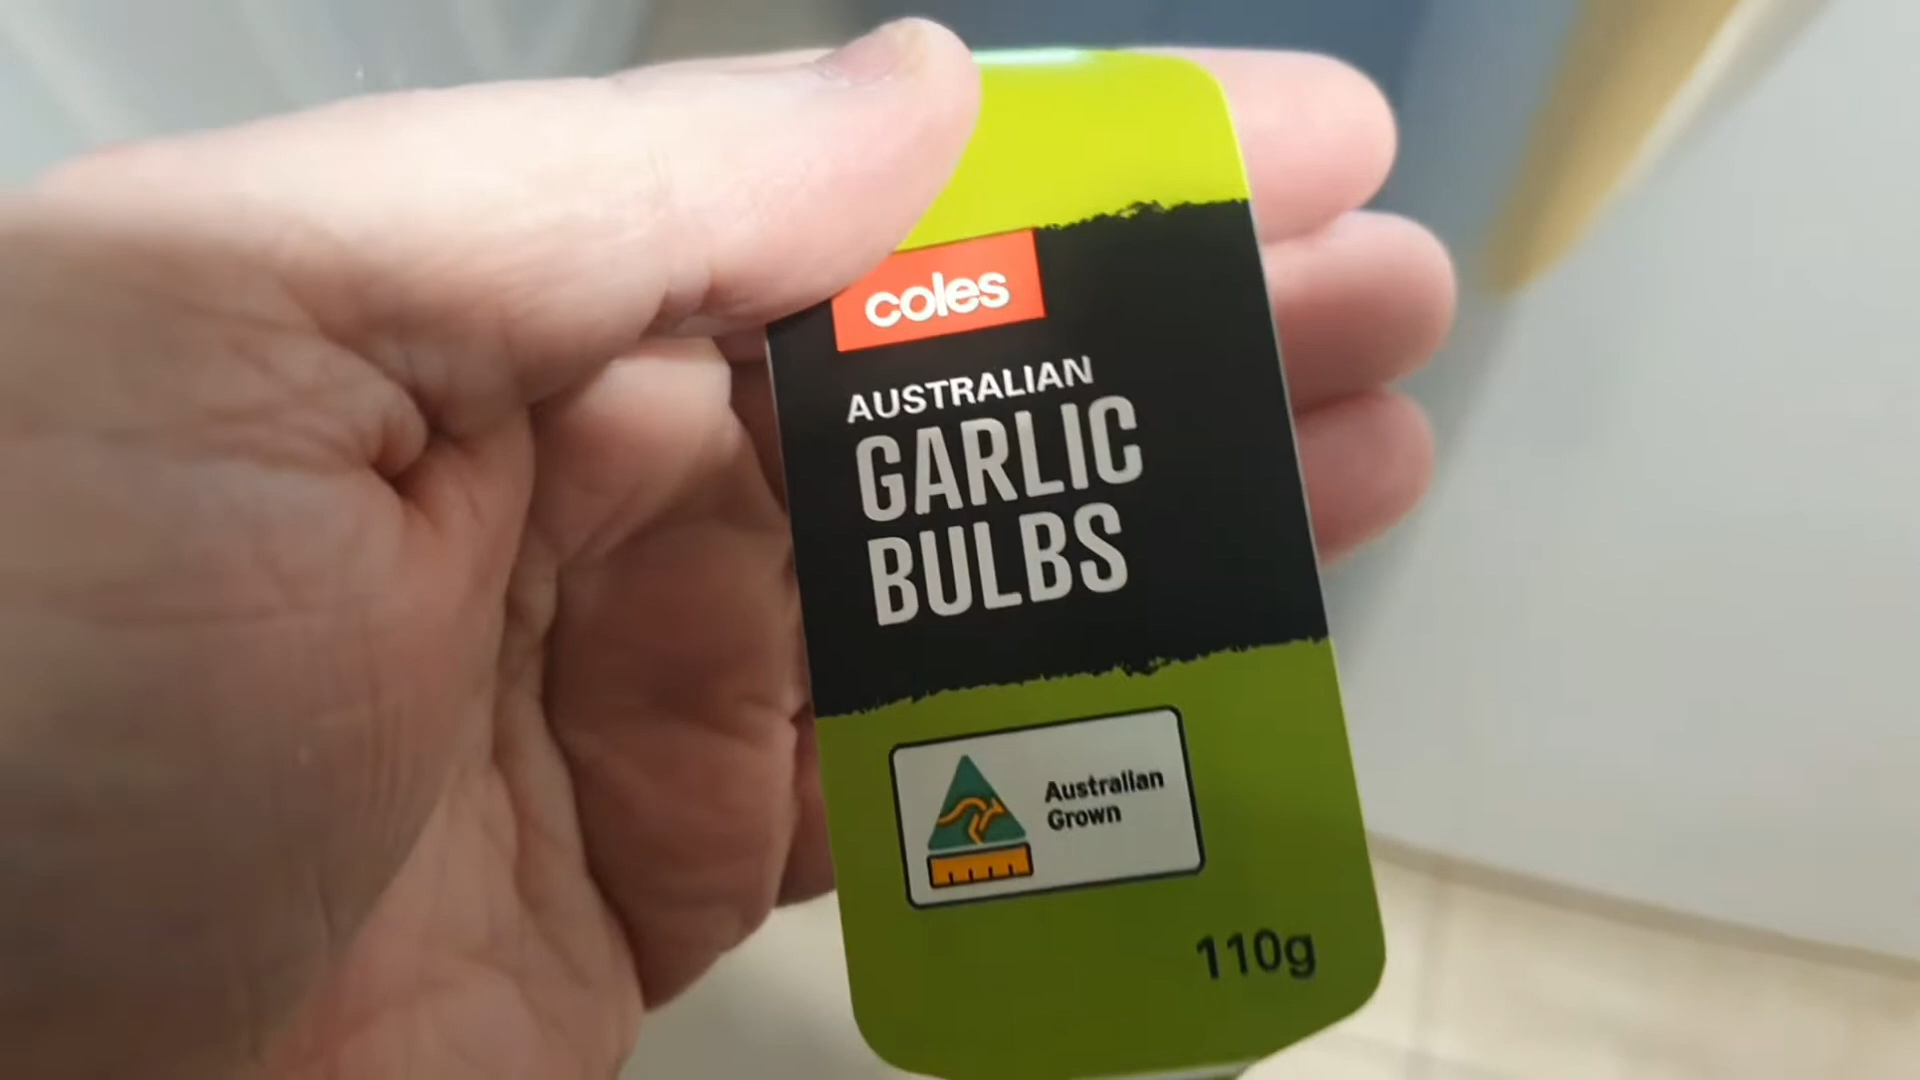 coles
AUSTRALIAN
GARLIC
BULBS
Australian
Grown
110g